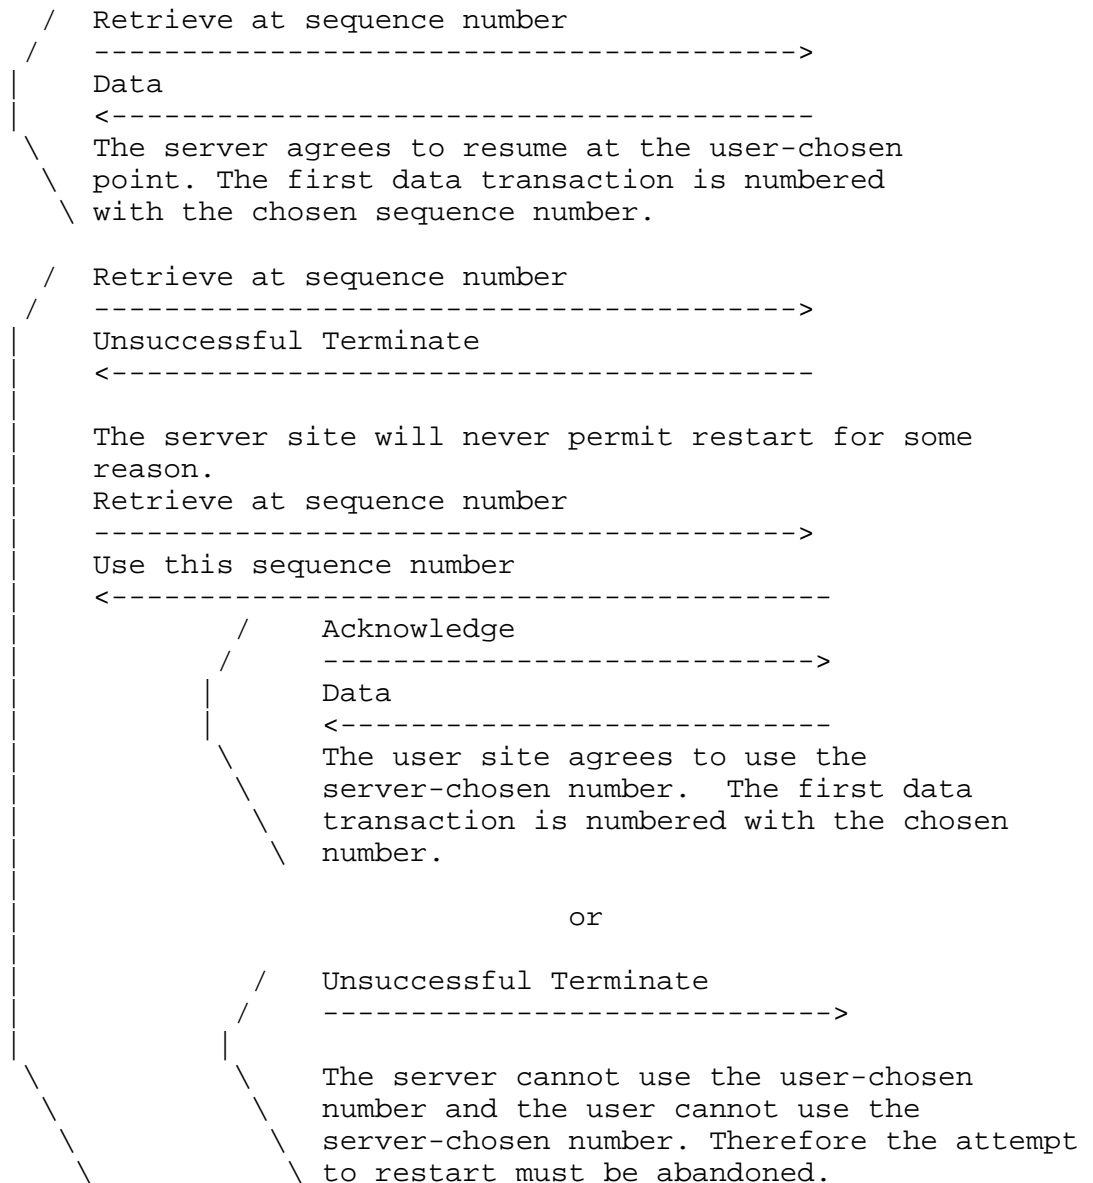 Retrieve at sequence number
---------------------------------------->
Data
<----------------------------------------
The server agrees to resume at the user-chosen
point. The first data transaction is numbered
with the chosen sequence number.
Retrieve at sequence number
---------------------------------------->
Unsuccessful Terminate
<----------------------------------------
The server site will never permit restart for some
reason.
Retrieve at sequence number
---------------------------------------->
Use this sequence number
<-----------------------------------------
Acknowledge
---------------------------->
Data
<----------------------------
The user site agrees to use the
server-chosen number.  The first data
transaction is numbered with the chosen
number.
or
Unsuccessful Terminate
----------------------------->
The server cannot use the user-chosen
number and the user cannot use the
server-chosen number. Therefore the attempt
to restart must be abandoned.